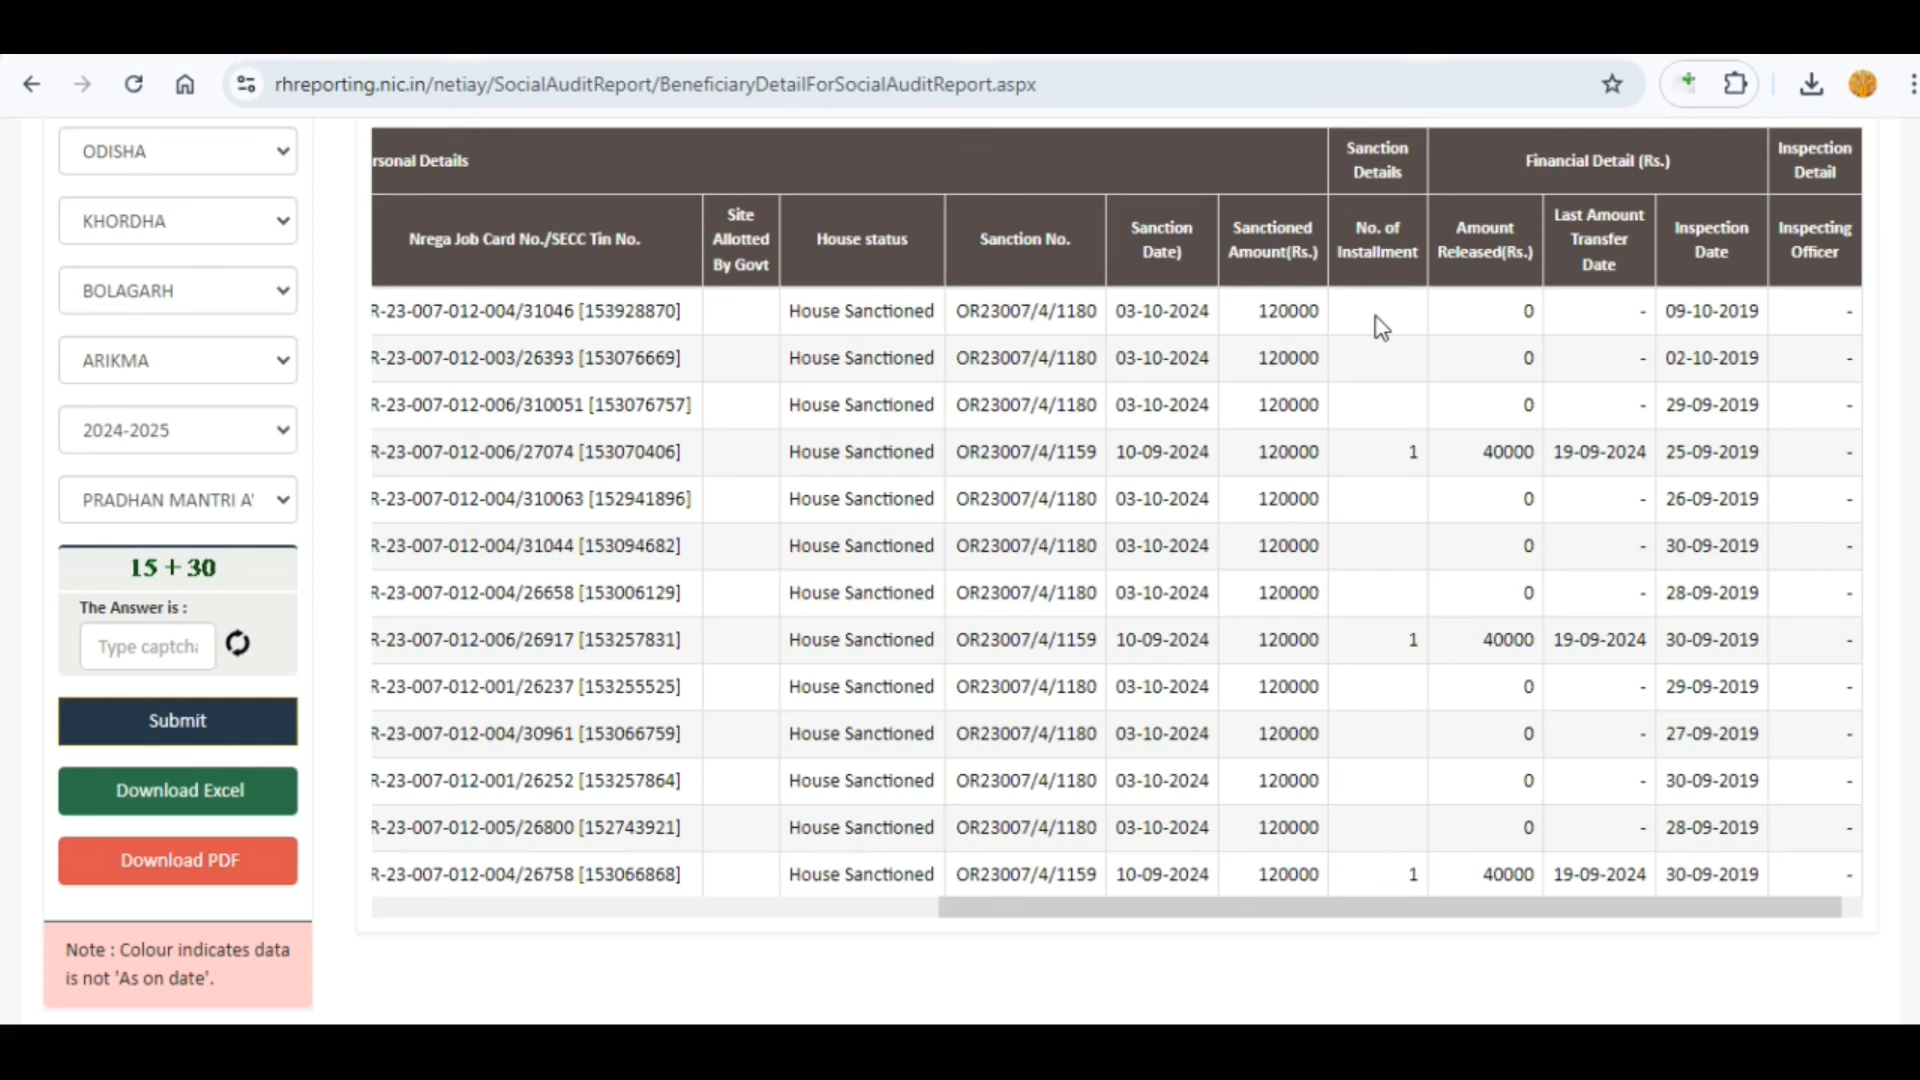 rhreporting.nic.in/netiay/SocialAuditReport/BeneficiaryDetailForSocialAuditReport.aspx
ODISHA
KHORDHA
BOLAGARH
ARIKMA
2024-2025
PRADHAN MANTRI A'
15 + 30
The Answer is :
Type captcha
Submit
Download Excel
Download PDF
Note : Colour indicates data
is not 'As on date'.
rsonal Details Sanction Details Financial Detail (Rs.) Inspection Detail
Nrega Job Card No./SECC Tin No. Site Allotted By Govt House status Sanction No. Sanction Date) Sanctioned Amount(Rs.) No. of Installment Amount Released(Rs.) Last Amount Transfer Date Inspection Date Inspecting Officer
R-23-007-012-004/31046 [153928870] House Sanctioned OR23007/4/1180 03-10-2024 120000 0 - 09-10-2019 -
R-23-007-012-003/26393 [153076669] House Sanctioned OR23007/4/1180 03-10-2024 120000 0 - 02-10-2019 -
R-23-007-012-006/310051 [153076757] House Sanctioned OR23007/4/1180 03-10-2024 120000 0 - 29-09-2019 -
R-23-007-012-006/27074 [153070406] House Sanctioned OR23007/4/1159 10-09-2024 120000 1 40000 19-09-2024 25-09-2019 -
R-23-007-012-004/310063 [152941896] House Sanctioned OR23007/4/1180 03-10-2024 120000 0 - 26-09-2019 -
R-23-007-012-004/31044 [153094682] House Sanctioned OR23007/4/1180 03-10-2024 120000 0 - 30-09-2019 -
R-23-007-012-004/26658 [153006129] House Sanctioned OR23007/4/1180 03-10-2024 120000 0 - 28-09-2019 -
R-23-007-012-006/26917 [153257831] House Sanctioned OR23007/4/1159 10-09-2024 120000 1 40000 19-09-2024 30-09-2019 -
R-23-007-012-001/26237 [153255525] House Sanctioned OR23007/4/1180 03-10-2024 120000 0 - 29-09-2019 -
R-23-007-012-004/30961 [153066759] House Sanctioned OR23007/4/1180 03-10-2024 120000 0 - 27-09-2019 -
R-23-007-012-001/26252 [153257864] House Sanctioned OR23007/4/1180 03-10-2024 120000 0 - 30-09-2019 -
R-23-007-012-005/26800 [152743921] House Sanctioned OR23007/4/1180 03-10-2024 120000 0 - 28-09-2019 -
R-23-007-012-004/26758 [153066868] House Sanctioned OR23007/4/1159 10-09-2024 120000 1 40000 19-09-2024 30-09-2019 -